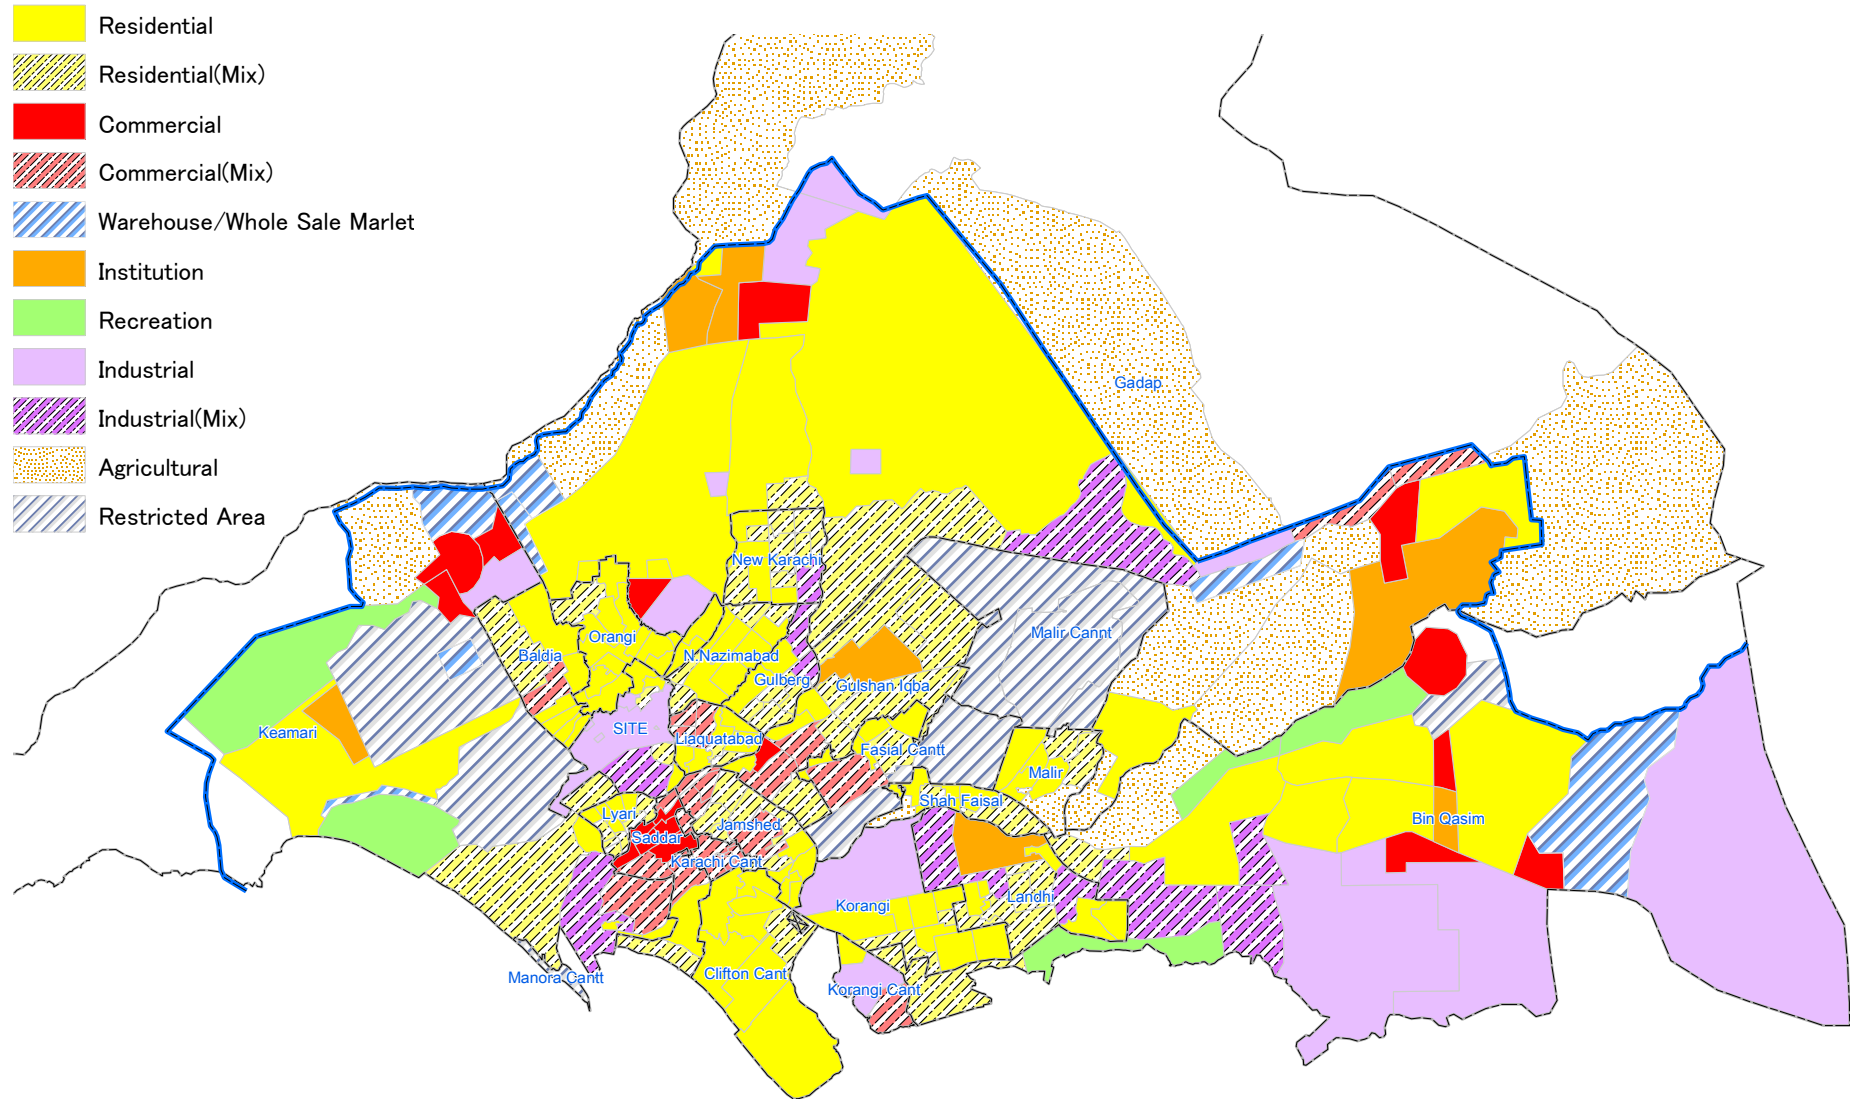 Residential
Residential(Mix)
Commercial
Commercial(Mix)
Warehouse/Whole Sale Marlet
Institution
Recreation
Industrial
Industrial(Mix)
Agricultural
Restricted Area
Gadap
New Karachi
Orangi
Malir Cannt
Baldia
N.Nazimabad
Gulberg
Gulshan Iqba
Keamari
SITE
Liaquatabad
Fasial Cantt
Malir
Shah Faisal
Lyari
Jamshed
Bin Qasim
Saddar
Karachi Cant
Landhi
Korangi
Clifton Cant
Manora Cantt
Korangi Cant.